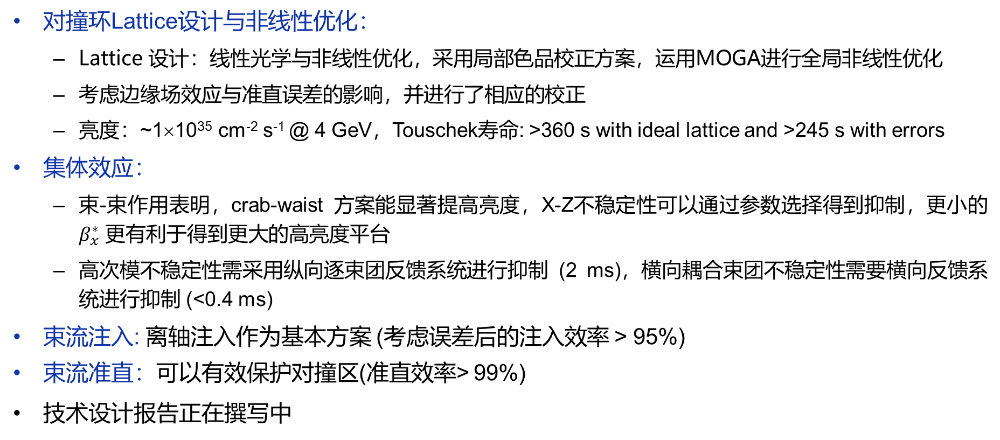 • 对撞环Lattice设计与非线性优化：
– Lattice 设计：线性光学与非线性优化，采用局部色品校正方案，运用MOGA进行全局非线性优化
– 考虑边缘场效应与准直误差的影响，并进行了相应的校正
– 亮度：~1×10³⁵ cm⁻² s⁻¹ @ 4 GeV，Touschek寿命: >360 s with ideal lattice and >245 s with errors
• 集体效应：
– 束-束作用表明，crab-waist 方案能显著提高亮度，X-Z不稳定性可以通过参数选择得到抑制，更小的
βₓ* 更有利于得到更大的高亮度平台
– 高次模不稳定性需采用纵向逐束团反馈系统进行抑制 (2 ms)，横向耦合束团不稳定性需要横向反馈系
统进行抑制 (<0.4 ms)
• 束流注入: 离轴注入作为基本方案 (考虑误差后的注入效率 > 95%)
• 束流准直：可以有效保护对撞区(准直效率> 99%)
• 技术设计报告正在撰写中